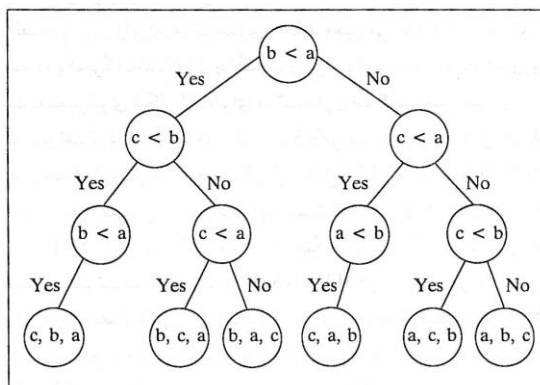 b < a
Yes No
c < b c < a
Yes No Yes No
b < a c < a a < b c < b
Yes Yes No Yes Yes No
c, b, a b, c, a b, a, c c, a, b a, c, b a, b, c